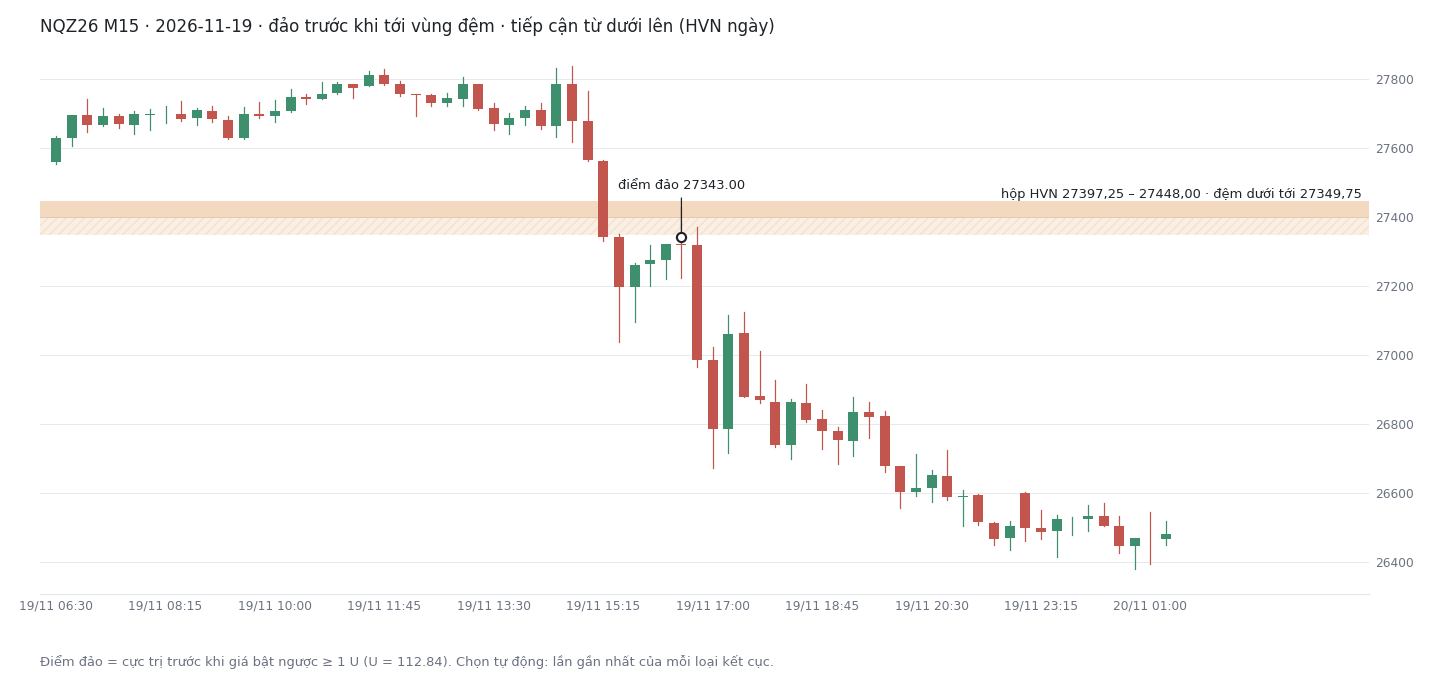 NQZ26 M15 · 2026-11-19 · đảo trước khi tới vùng đệm · tiếp cận từ dưới lên (HVN ngày)
27800
27600
điểm đảo 27343.00
hộp HVN 27397,25 – 27448,00 · đệm dưới tới 27349,75
27400
27200
27000
26800
26600
26400
19/11 06:30 19/11 08:15 19/11 10:00 19/11 11:45 19/11 13:30 19/11 15:15 19/11 17:00 19/11 18:45 19/11 20:30 19/11 23:15 20/11 01:00
Điểm đảo = cực trị trước khi giá bật ngược ≥ 1 U (U = 112.84). Chọn tự động: lần gần nhất của mỗi loại kết cục.